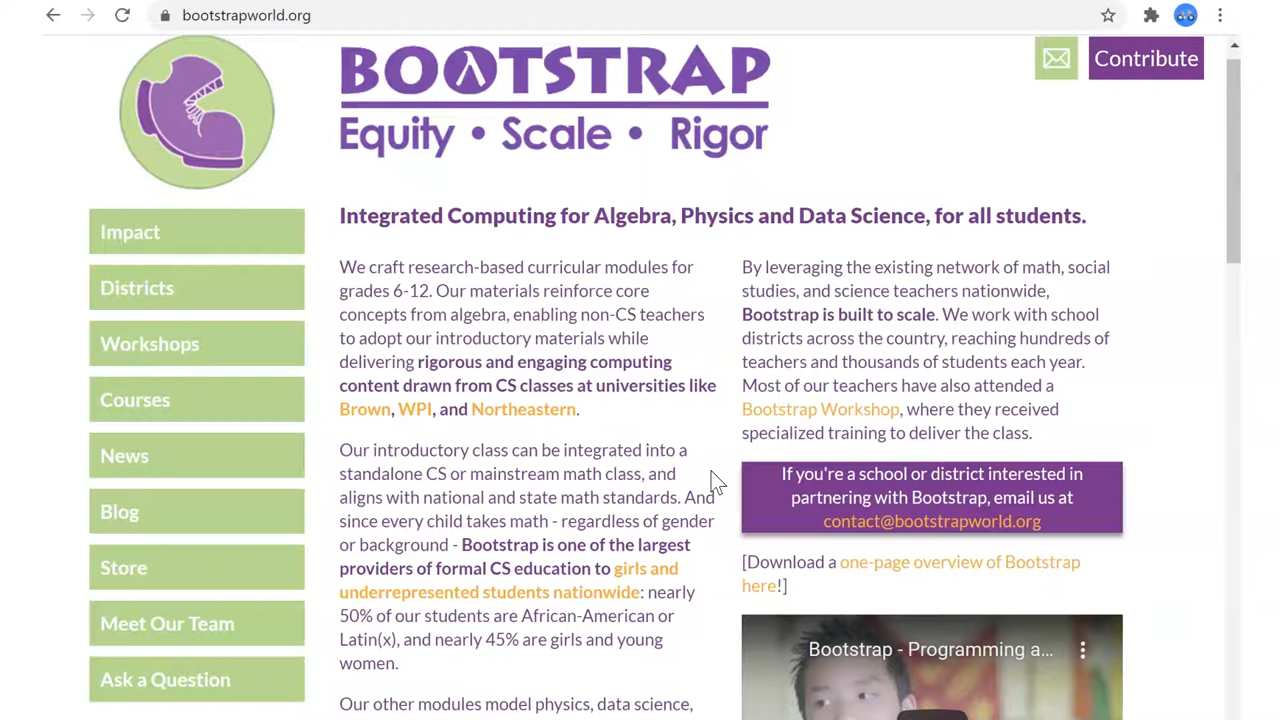 bootstrapworld.org
BOOTSTRAP
Equity • Scale • Rigor
Contribute
Impact
Districts
Workshops
Courses
News
Blog
Store
Meet Our Team
Ask a Question
Integrated Computing for Algebra, Physics and Data Science, for all students.
We craft research-based curricular modules for
grades 6-12. Our materials reinforce core
concepts from algebra, enabling non-CS teachers
to adopt our introductory materials while
delivering rigorous and engaging computing
content drawn from CS classes at universities like
Brown, WPI, and Northeastern.
Our introductory class can be integrated into a
standalone CS or mainstream math class, and
aligns with national and state math standards. And
since every child takes math - regardless of gender
or background - Bootstrap is one of the largest
providers of formal CS education to girls and
underrepresented students nationwide: nearly
50% of our students are African-American or
Latin(x), and nearly 45% are girls and young
women.
Our other modules model physics, data science,
By leveraging the existing network of math, social
studies, and science teachers nationwide,
Bootstrap is built to scale. We work with school
districts across the country, reaching hundreds of
teachers and thousands of students each year.
Most of our teachers have also attended a
Bootstrap Workshop, where they received
specialized training to deliver the class.
If you're a school or district interested in
partnering with Bootstrap, email us at
contact@bootstrapworld.org
[Download a one-page overview of Bootstrap
here!]
Bootstrap - Programming a...